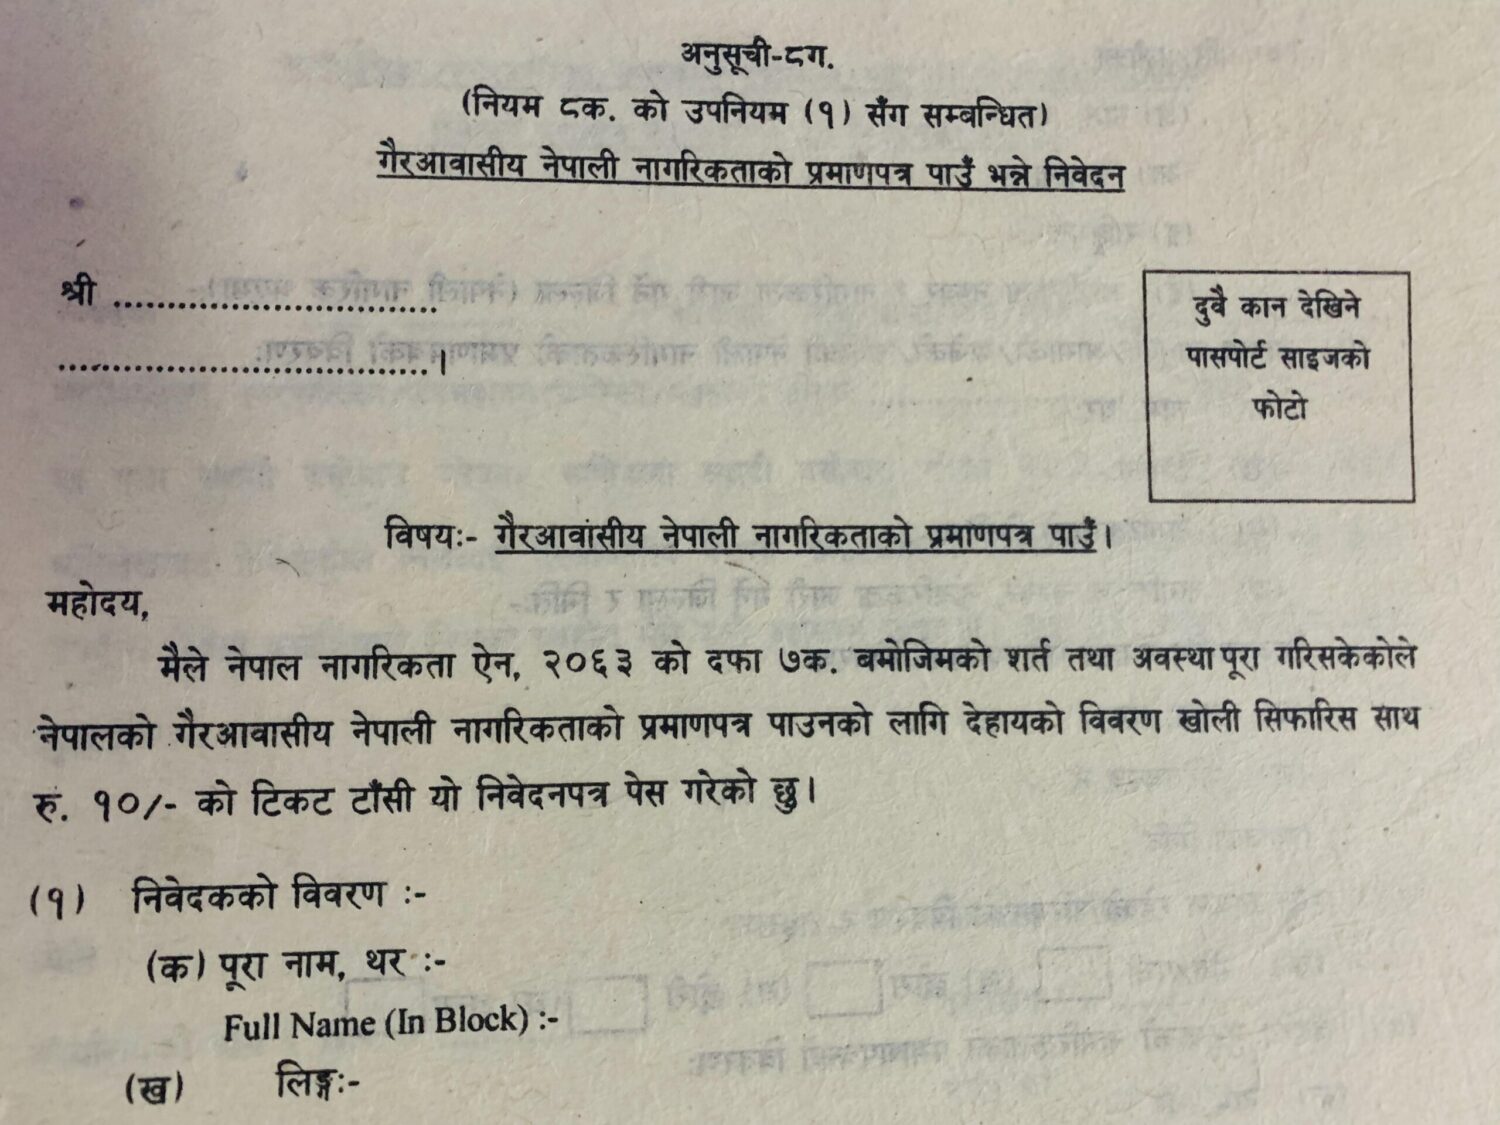 अनुसूची-८ग.
(नियम ८क. को उपनियम (१) सँग सम्बन्धित)
गैरआवासीय नेपाली नागरिकताको प्रमाणपत्र पाउँ भन्ने निवेदन
श्री ................................
...................................।
दुवै कान देखिने
पासपोर्ट साइजको
फोटो
विषयः- गैरआवासीय नेपाली नागरिकताको प्रमाणपत्र पाउँ।
महोदय,
मैले नेपाल नागरिकता ऐन, २०६३ को दफा ७क. बमोजिमको शर्त तथा अवस्था पूरा गरिसकेकोले
नेपालको गैरआवासीय नेपाली नागरिकताको प्रमाणपत्र पाउनको लागि देहायको विवरण खोली सिफारिस साथ
रु. १०/- को टिकट टाँसी यो निवेदनपत्र पेस गरेको छु।
(१) निवेदकको विवरण :-
(क) पूरा नाम, थर :-
Full Name (In Block) :-
(ख) लिङ्गः-